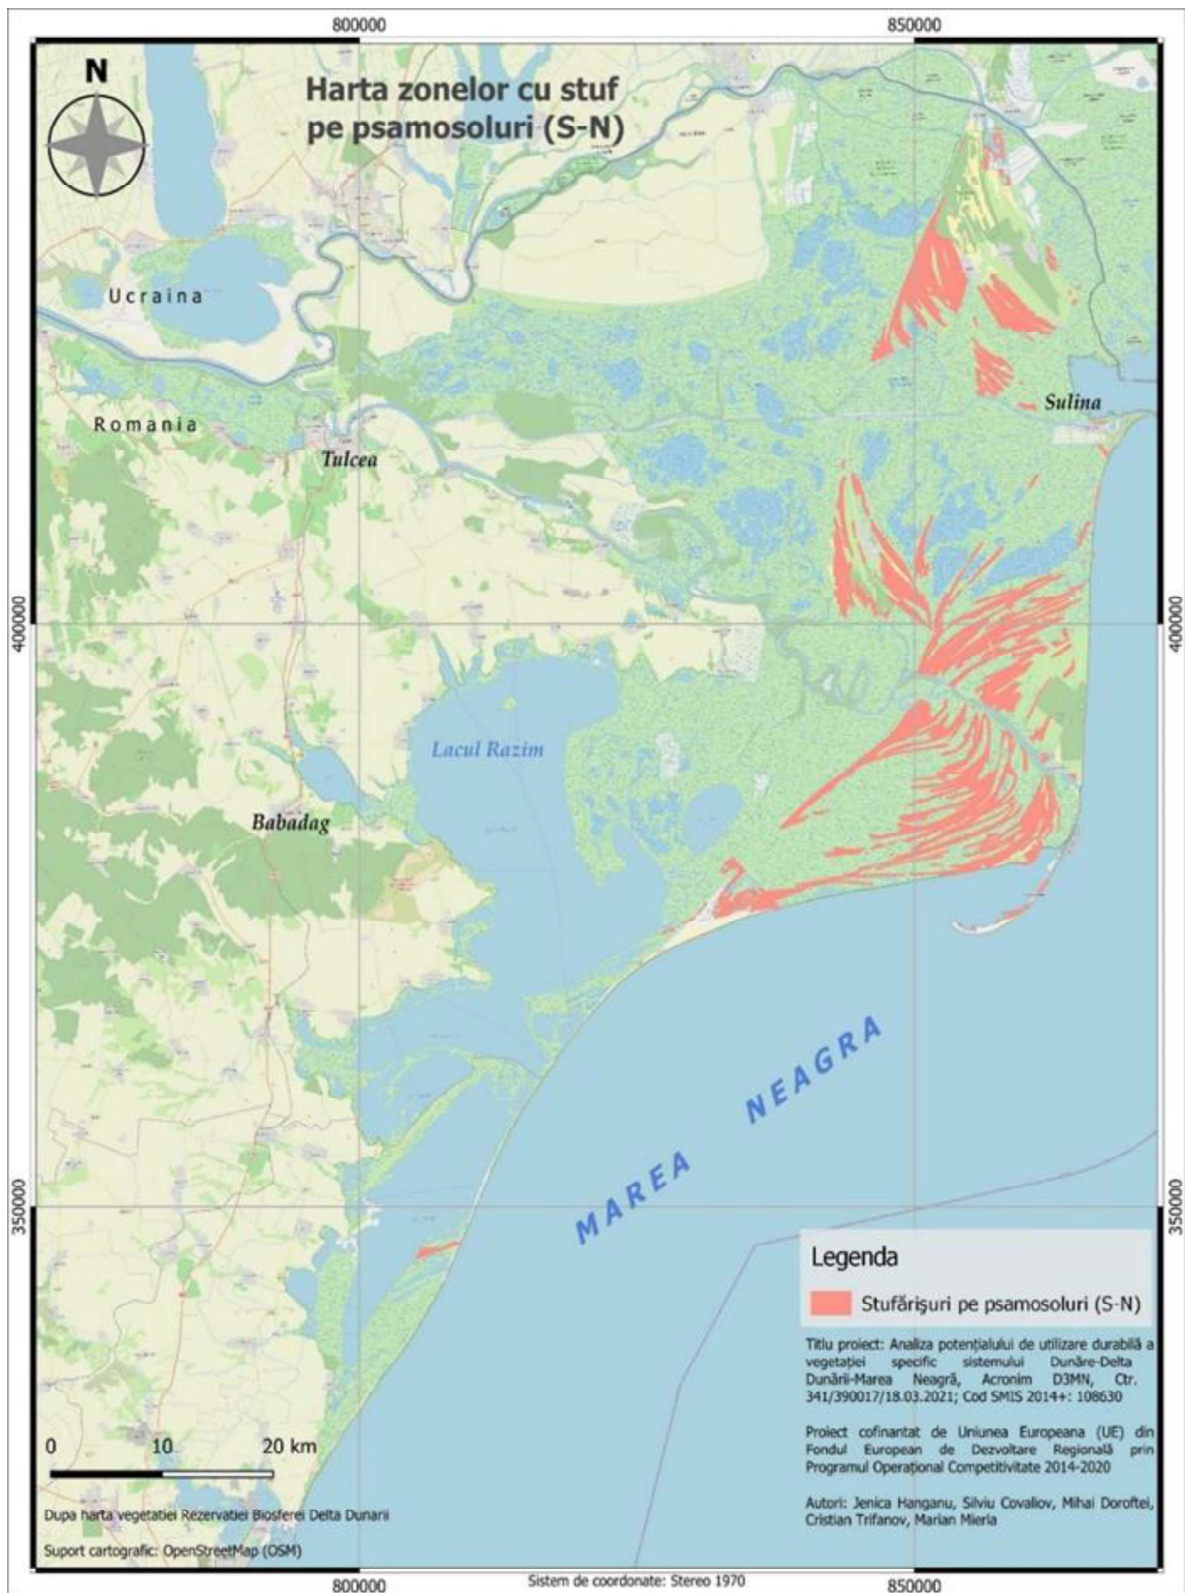 800000
850000
N
Harta zonelor cu stuf
pe psamosoluri (S-N)
Ucraina
Romania
Tulcea
Sulina
400000
400000
Lacul Razim
Babadag
MAREA NEAGRA
350000
350000
Legenda
Stufărişuri pe psamosoluri (S-N)
Titlu proiect: Analiza potenţialului de utilizare durabilă a
vegetaţiei specific sistemului Dunăre-Delta
Dunării-Marea Neagră, Acronim D3MN, Ctr.
341/390017/18.03.2021; Cod SMIS 2014+: 108630
Proiect cofinantat de Uniunea Europeana (UE) din
Fondul European de Dezvoltare Regională prin
Programul Operaţional Competitivitate 2014-2020
Autori: Jenica Hanganu, Silviu Covaliov, Mihai Doroftei,
Cristian Trifanov, Marian Mierla
0 10 20 km
Dupa harta vegetatiei Rezervatiei Biosferei Delta Dunarii
Suport cartografic: OpenStreetMap (OSM)
800000
Sistem de coordonate: Stereo 1970
850000